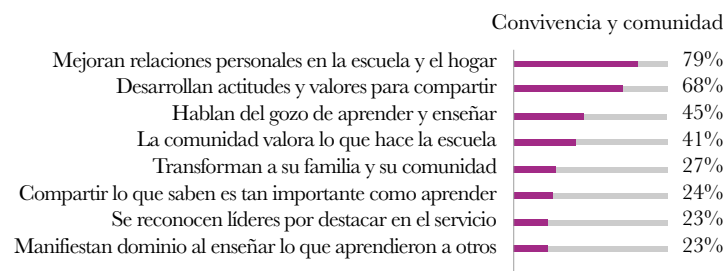 Convivencia y comunidad
Mejoran relaciones personales en la escuela y el hogar 79%
Desarrollan actitudes y valores para compartir 68%
Hablan del gozo de aprender y enseñar 45%
La comunidad valora lo que hace la escuela 41%
Transforman a su familia y su comunidad 27%
Compartir lo que saben es tan importante como aprender 24%
Se reconocen líderes por destacar en el servicio 23%
Manifiestan dominio al enseñar lo que aprendieron a otros 23%